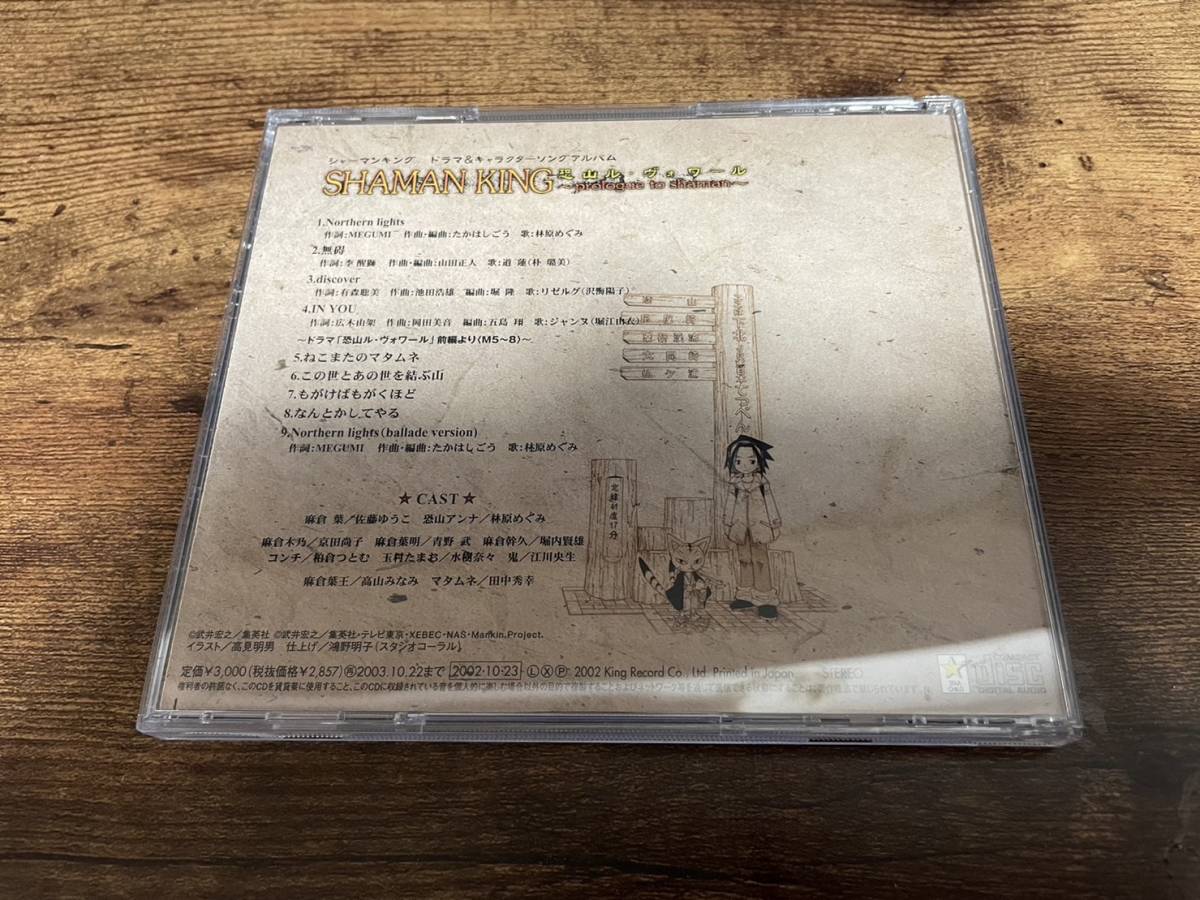 シャーマンキング ドラマ&キャラクターソングアルバム
SHAMAN KING 恐山ル・ヴォワール
〜prologue to shaman〜
1.Northern lights
作詞:MEGUMI 作曲・編曲:たかはしごう 歌:林原めぐみ
2.無碍
作詞:李 醒獅 作曲・編曲:山田正人 歌:道 蓮(朴 璐美)
3.discover
作詞:有森聡美 作曲:池田浩雄 編曲:堀 隆 歌:リゼルグ(沢海陽子)
4.IN YOU
作詞:広木由架 作曲:岡田美音 編曲:五島 翔 歌:ジャンヌ(堀江由衣)
〜ドラマ「恐山ル・ヴォワール」前編より(M5〜8)〜
5.ねこまたのマタムネ
6.この世とあの世を結ぶ山
7.もがけばもがくほど
8.なんとかしてやる
9.Northern lights(ballade version)
作詞:MEGUMI 作曲・編曲:たかはしごう 歌:林原めぐみ
☆CAST☆
麻倉 葉/佐藤ゆうこ 恐山アンナ/林原めぐみ
麻倉木乃/京田尚子 麻倉葉明/青野 武 麻倉幹久/堀内賢雄
コンチ/柏倉つとむ 玉村たまお/水樹奈々 鬼/江川央生
麻倉葉王/高山みなみ マタムネ/田中秀幸
©武井宏之/集英社 ©武井宏之/集英社・テレビ東京・XEBEC・NAS・Mankin.Project.
イラスト/高見明男 仕上げ/鴻野明子(スタジオコーラル)
定価¥3,000(税抜価格¥2,857) 再2003.10.22まで 2002・10・23 ⓁⓍⓅ 2002 King Record Co., Ltd. Printed in Japan STEREO
COMPACT
DISC
DIGITAL AUDIO